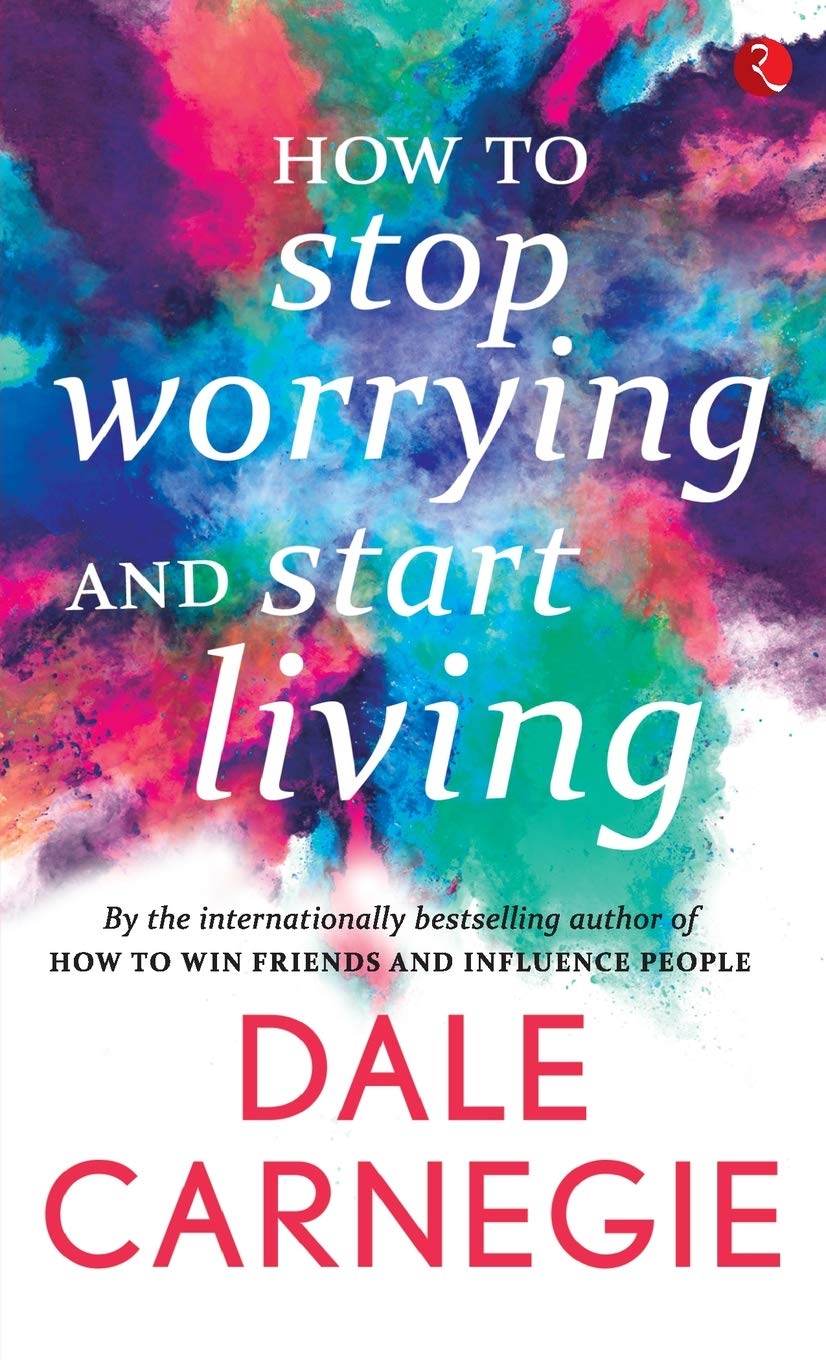 HOW TO
stop
worrying
AND start
living
By the internationally bestselling author of
HOW TO WIN FRIENDS AND INFLUENCE PEOPLE
DALE
CARNEGIE